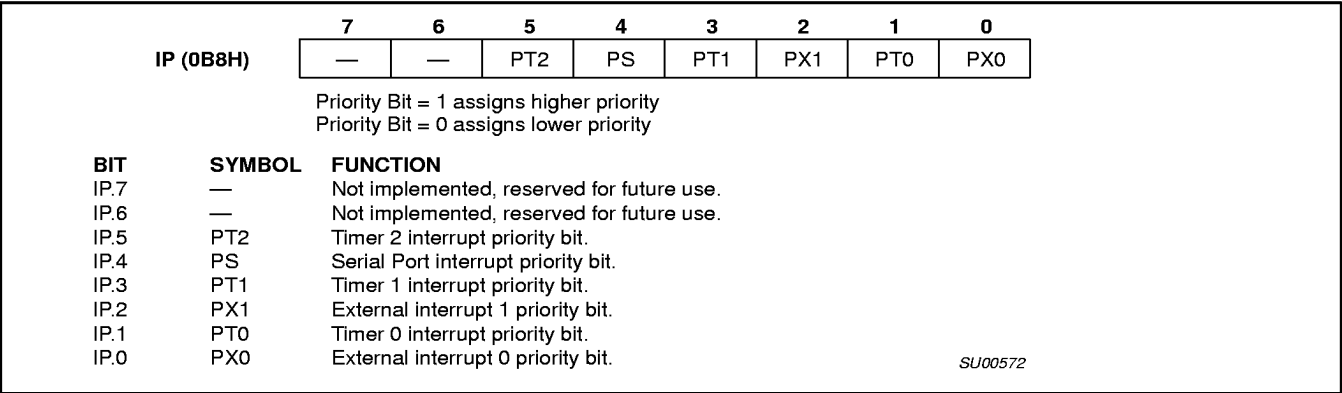 7 6 5 4 3 2 1 0
IP (0B8H) — — PT2 PS PT1 PX1 PT0 PX0
Priority Bit = 1 assigns higher priority
Priority Bit = 0 assigns lower priority
BIT SYMBOL FUNCTION
IP.7 — Not implemented, reserved for future use.
IP.6 — Not implemented, reserved for future use.
IP.5 PT2 Timer 2 interrupt priority bit.
IP.4 PS Serial Port interrupt priority bit.
IP.3 PT1 Timer 1 interrupt priority bit.
IP.2 PX1 External interrupt 1 priority bit.
IP.1 PT0 Timer 0 interrupt priority bit.
IP.0 PX0 External interrupt 0 priority bit.
SU00572